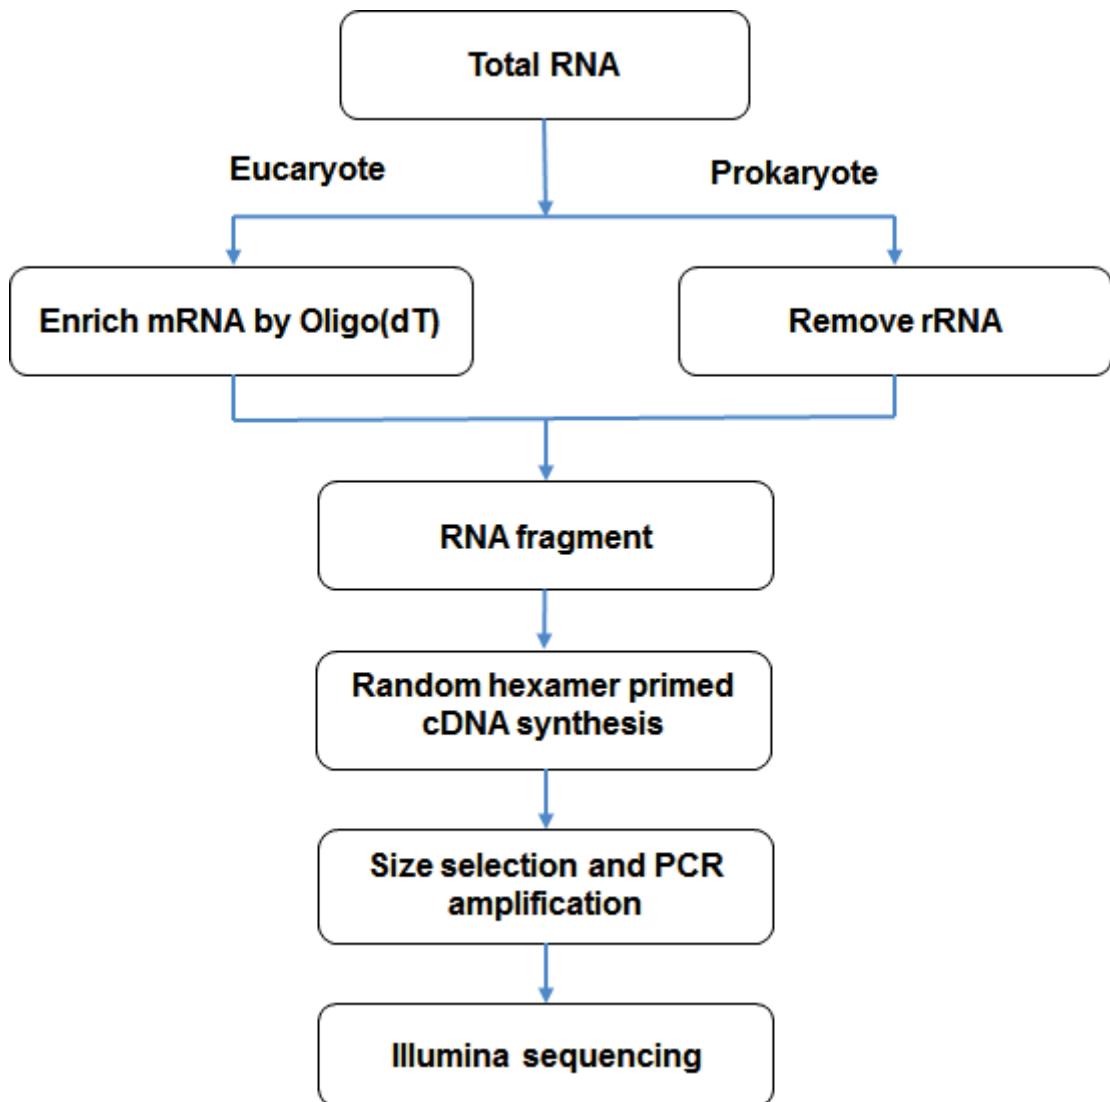 Total RNA
Eucaryote
Prokaryote
Enrich mRNA by Oligo(dT)
Remove rRNA
RNA fragment
Random hexamer primed
cDNA synthesis
Size selection and PCR
amplification
Illumina sequencing